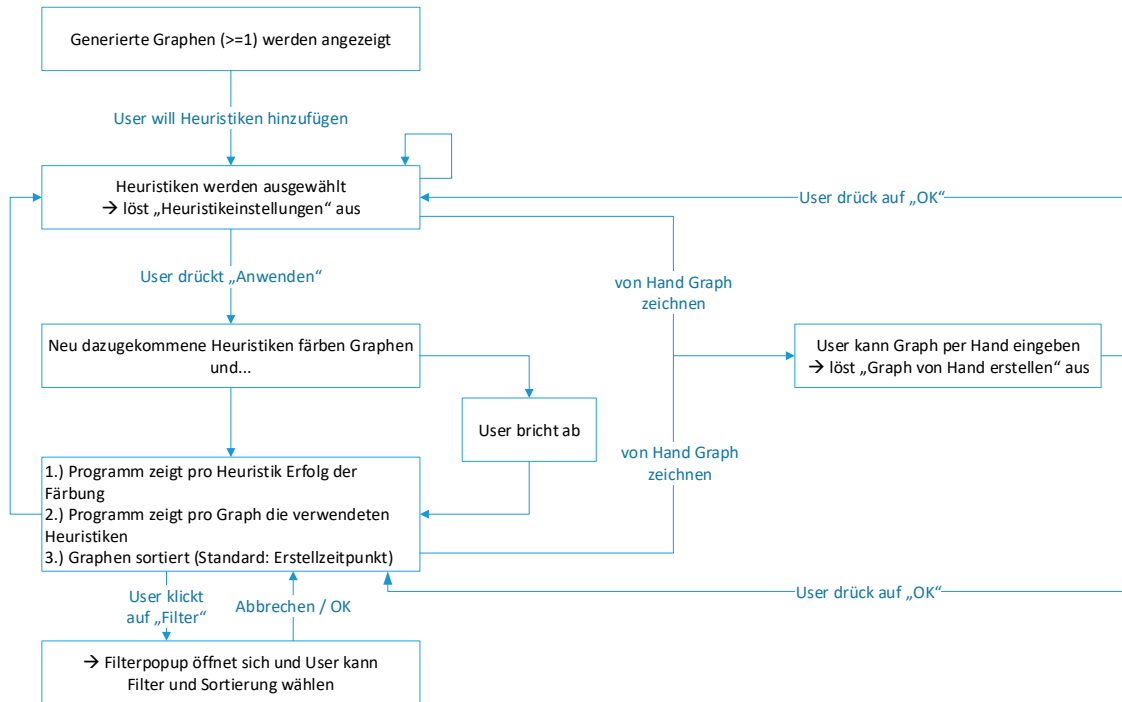 Generierte Graphen (>=1) werden angezeigt
User will Heuristiken hinzufügen
Heuristiken werden ausgewählt
→ löst „Heuristikeinstellungen“ aus
User drück auf „OK“
User drückt „Anwenden“
von Hand Graph
zeichnen
Neu dazugekommene Heuristiken färben Graphen
und...
User kann Graph per Hand eingeben
→ löst „Graph von Hand erstellen“ aus
User bricht ab
von Hand Graph
zeichnen
1.) Programm zeigt pro Heuristik Erfolg der
Färbung
2.) Programm zeigt pro Graph die verwendeten
Heuristiken
3.) Graphen sortiert (Standard: Erstellzeitpunkt)
User klickt
auf „Filter“
Abbrechen / OK
User drück auf „OK“
→ Filterpopup öffnet sich und User kann
Filter und Sortierung wählen